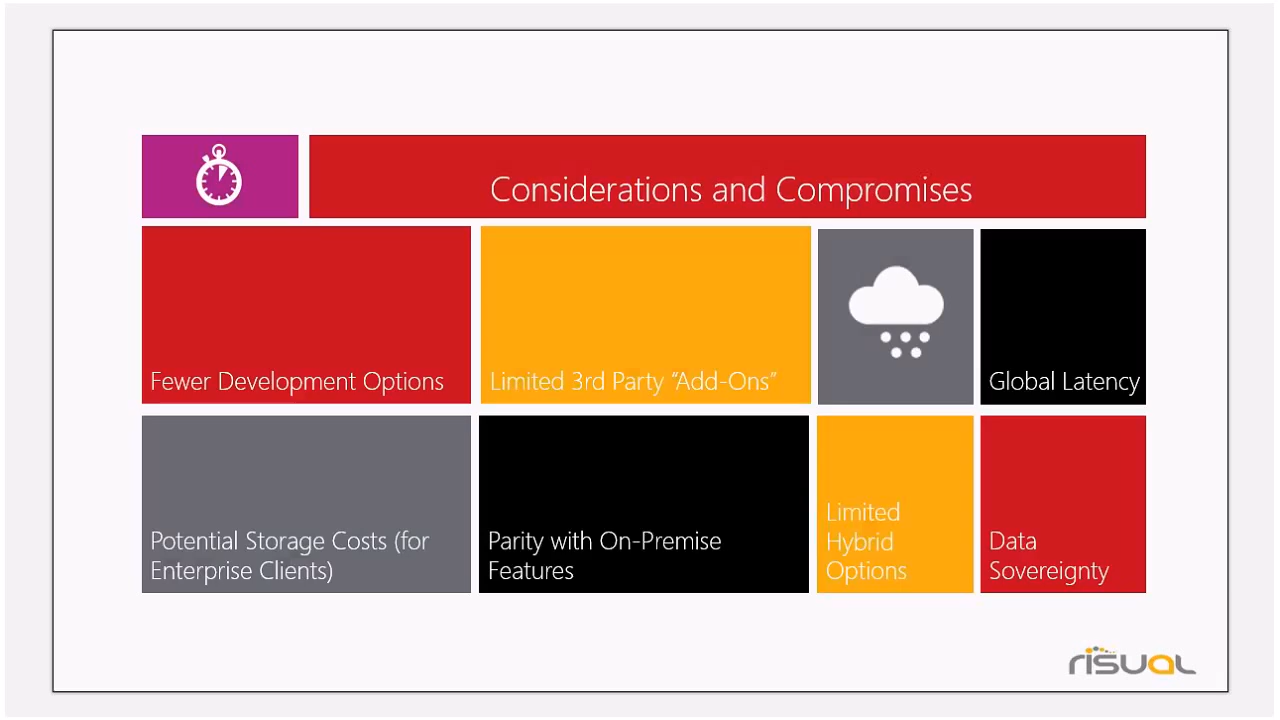 Considerations and Compromises
Fewer Development Options
Limited 3rd Party “Add-Ons”
Global Latency
Potential Storage Costs (for
Enterprise Clients)
Parity with On-Premise
Features
Limited
Hybrid
Options
Data
Sovereignty
risual